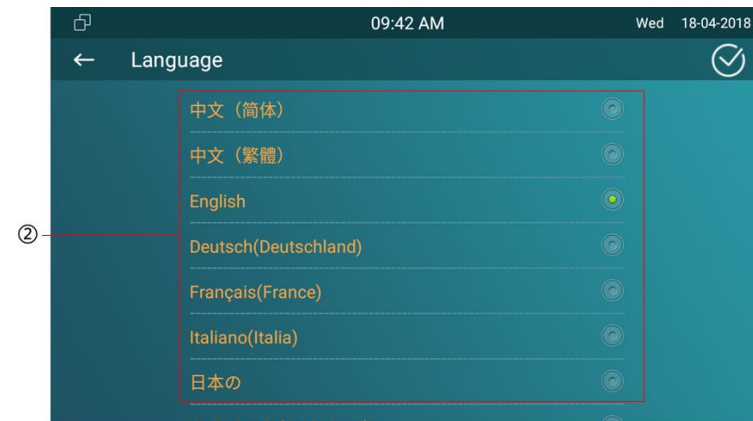 09:42 AM Wed 18-04-2018
Language
中文（简体）
中文（繁體）
English
②
Deutsch(Deutschland)
Français(France)
Italiano(Italia)
日本の